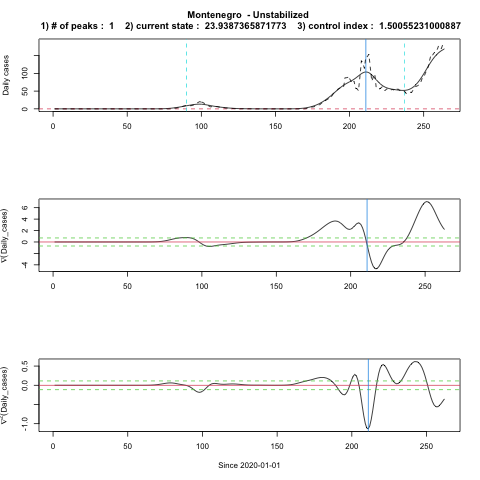 Montenegro - Unstabilized
1) # of peaks : 1 2) current state : 23.9387365871773 3) control index : 1.50055231000887
Daily cases
100
50
0
0 50 100 150 200 250
∇(Daily_cases)
6
4
2
0
-4
0 50 100 150 200 250
∇²(Daily_cases)
0.5
0.0
-1.0
0 50 100 150 200 250
Since 2020-01-01